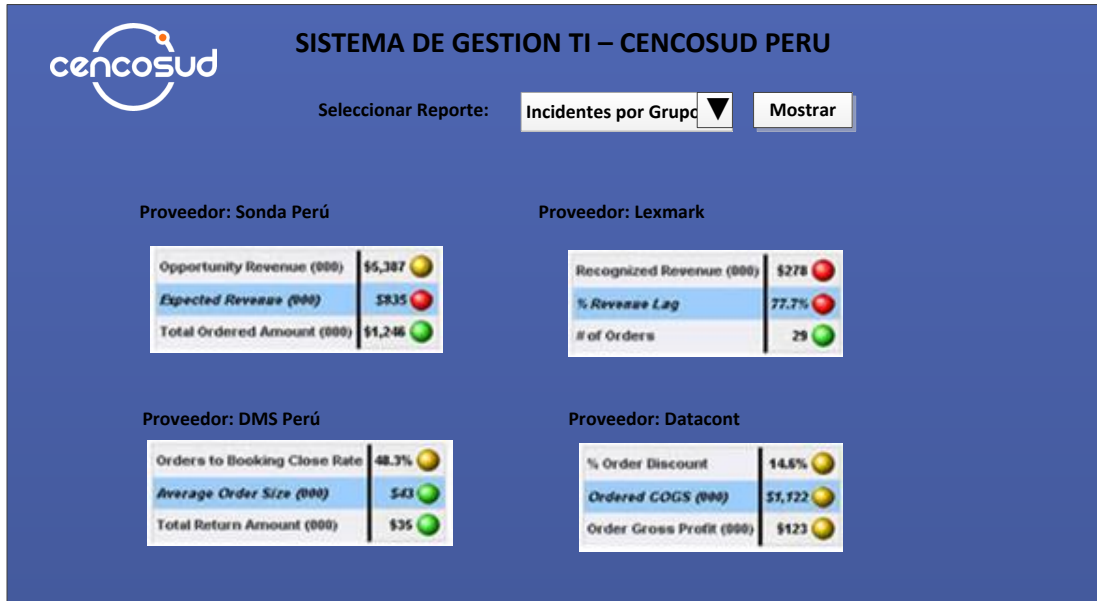 cencosud
SISTEMA DE GESTION TI – CENCOSUD PERU
Seleccionar Reporte: Incidentes por Grupo Mostrar
Proveedor: Sonda Perú
Opportunity Revenue (000) $5,387
Expected Revenue (000) $835
Total Ordered Amount (000) $1,246
Proveedor: Lexmark
Recognized Revenue (000) $278
% Revenue Lag 77.7%
# of Orders 29
Proveedor: DMS Perú
Orders to Booking Close Rate 48.3%
Average Order Size (000) $43
Total Return Amount (000) $35
Proveedor: Datacont
% Order Discount 14.6%
Ordered COGS (000) $1,122
Order Gross Profit (000) $123